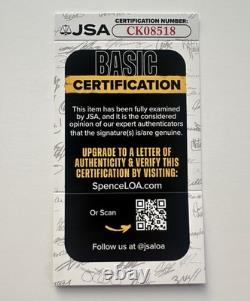 JSA
CERTIFICATION NUMBER:
CK08518
BASIC
CERTIFICATION
This item has been fully examined
by JSA, and it is the considered
opinion of our expert authenticators
that the signature(s) is/are genuine.
UPGRADE TO A LETTER OF
AUTHENTICITY & VERIFY THIS
CERTIFICATION BY VISITING:
SpenceLOA.com
Or Scan
Follow us at @jsaloa